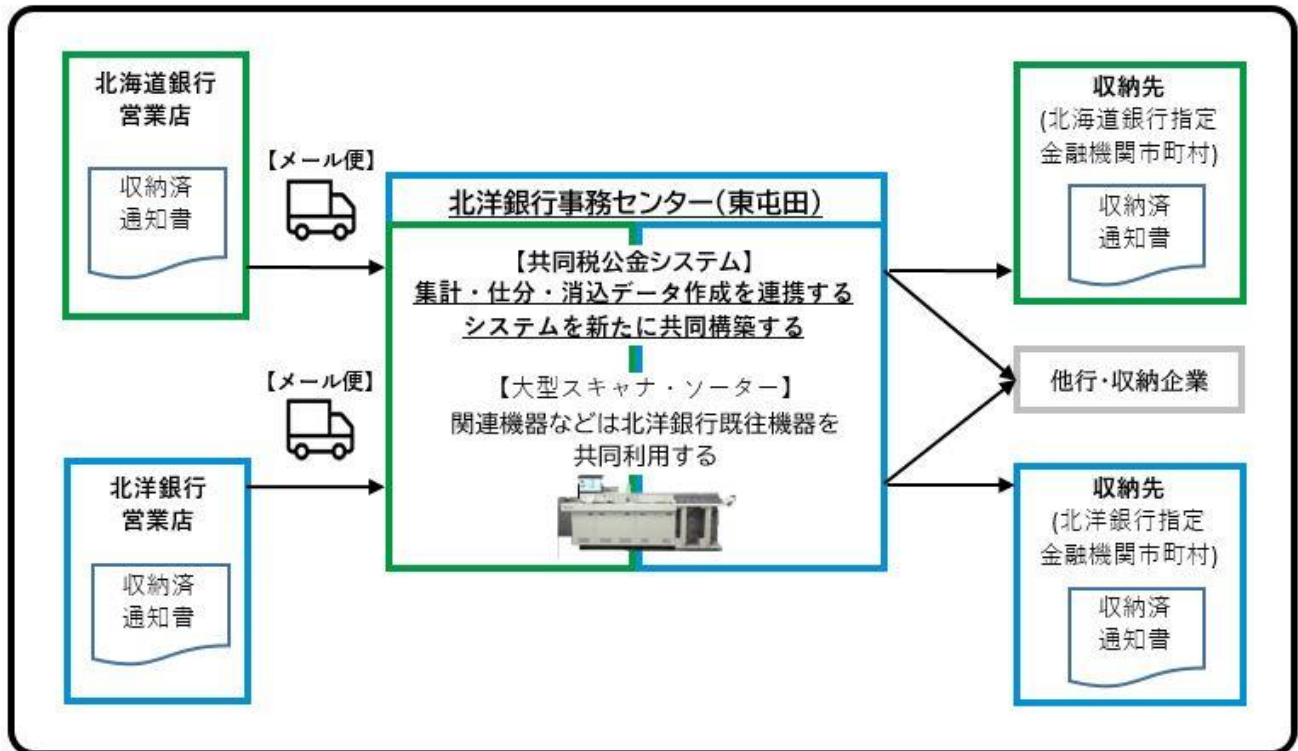 北海道銀行
営業店
収納済
通知書
【メール便】
北洋銀行
営業店
収納済
通知書
【メール便】
北洋銀行事務センター(東屯田)
【共同税公金システム】
集計・仕分・消込データ作成を連携する
システムを新たに共同構築する
【大型スキャナ・ソーター】
関連機器などは北洋銀行既往機器を
共同利用する
収納先
(北海道銀行指定
金融機関市町村)
収納済
通知書
他行・収納企業
収納先
(北洋銀行指定
金融機関市町村)
収納済
通知書